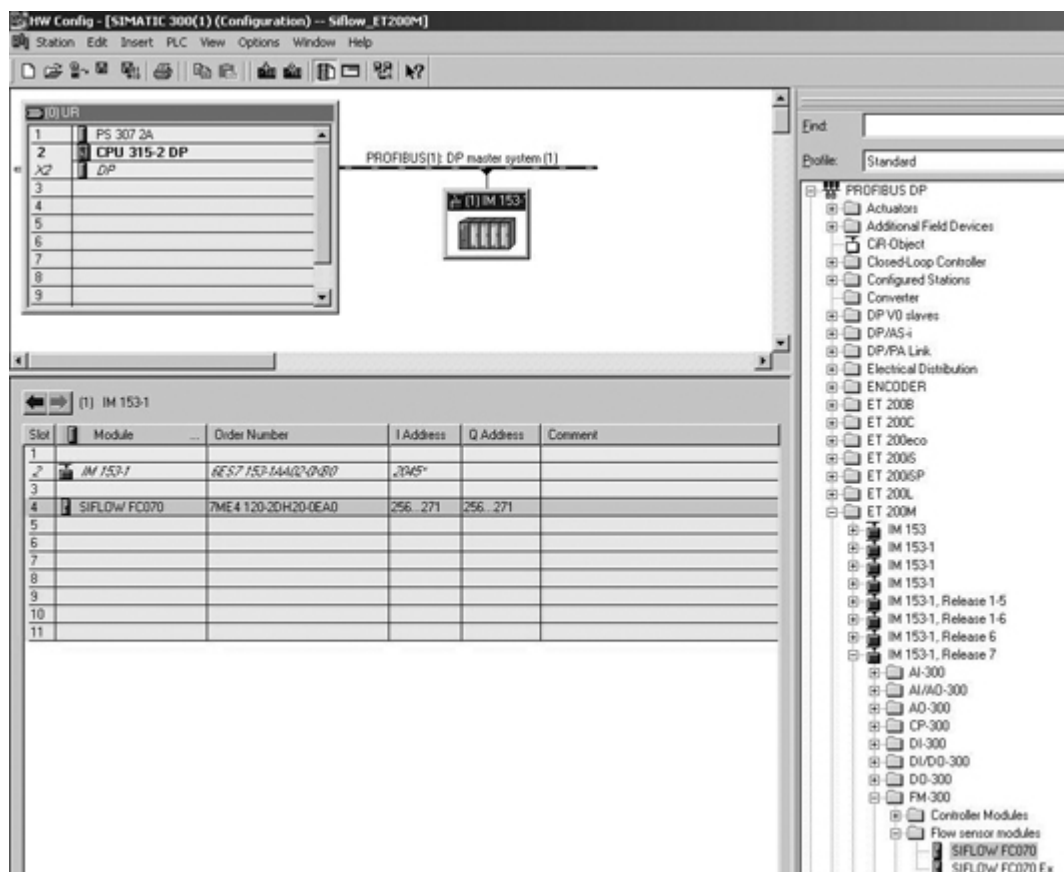 HW Config - [SIMATIC 300(1) (Configuration) -- Siflow_ET200M]
Station Edit Insert PLC View Options Window Help
(0) UR
1 PS 307 2A
2 CPU 315-2 DP
X2 DP
3
4
5
6
7
8
9
PROFIBUS(1): DP master system (1)
(1) IM 153-
(1) IM 153-1
Slot Module ... Order Number I Address Q Address Comment
1
2 IM 153-1 6ES7 153-1AA02-0XB0 2045*
3
4 SIFLOW FC070 7ME4 120-2DH20-0EA0 256...271 256...271
5
6
7
8
9
10
11
Find:
Profile: Standard
PROFIBUS DP
Actuators
Additional Field Devices
CiR-Object
Closed-Loop Controller
Configured Stations
Converter
DP V0 slaves
DP/AS-i
DP/PA Link
Electrical Distribution
ENCODER
ET 200B
ET 200C
ET 200eco
ET 200iS
ET 200iSP
ET 200L
ET 200M
IM 153
IM 153-1
IM 153-1
IM 153-1
IM 153-1, Release 1-5
IM 153-1, Release 1-6
IM 153-1, Release 6
IM 153-1, Release 7
AI-300
AI/AO-300
AO-300
CP-300
DI-300
DI/DO-300
DO-300
FM-300
Controller Modules
Flow sensor modules
SIFLOW FC070
SIFLOW FC070 Ex